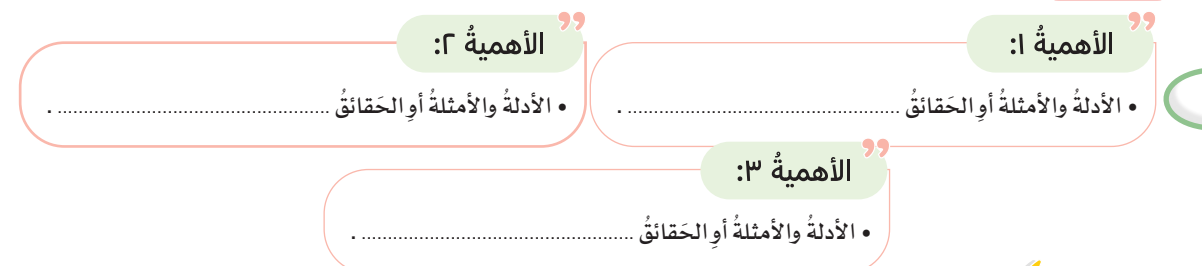 الأهميةُ ١:
• الأدلةُ والأمثلةُ أوِ الحَقائقُ ................................................ .
الأهميةُ ٢:
• الأدلةُ والأمثلةُ أوِ الحَقائقُ ................................................ .
الأهميةُ ٣:
• الأدلةُ والأمثلةُ أوِ الحَقائقُ ................................................ .